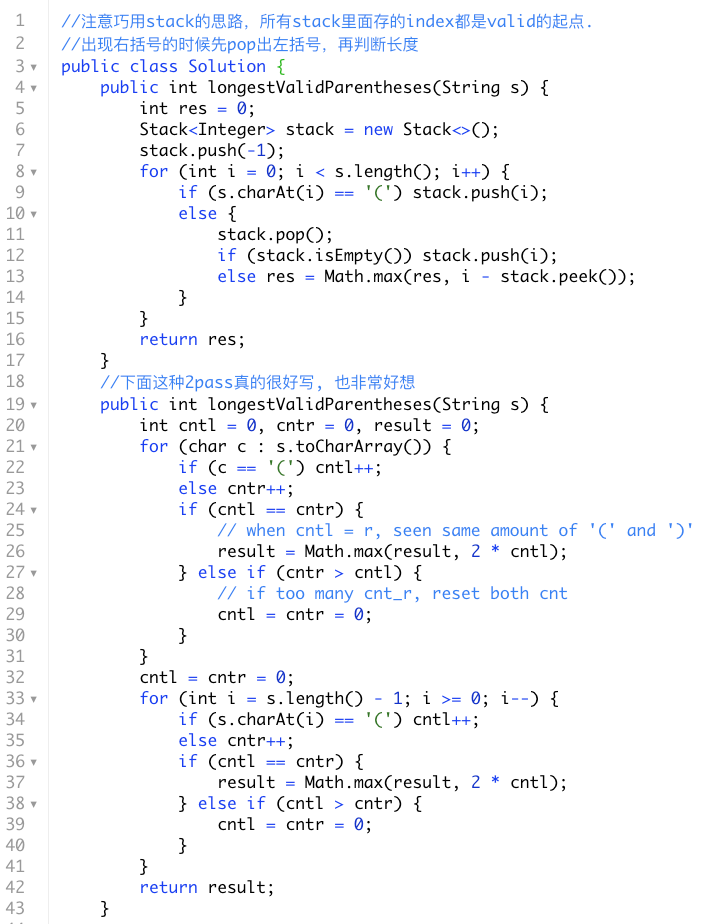 1 //注意巧用stack的思路，所有stack里面存的index都是valid的起点.
2 //出现右括号的时候先pop出左括号，再判断长度
3 public class Solution {
4     public int longestValidParentheses(String s) {
5         int res = 0;
6         Stack<Integer> stack = new Stack<>();
7         stack.push(-1);
8         for (int i = 0; i < s.length(); i++) {
9             if (s.charAt(i) == '(') stack.push(i);
10             else {
11                 stack.pop();
12                 if (stack.isEmpty()) stack.push(i);
13                 else res = Math.max(res, i - stack.peek());
14             }
15         }
16         return res;
17     }
18     //下面这种2pass真的很好写, 也非常好想
19     public int longestValidParentheses(String s) {
20         int cntl = 0, cntr = 0, result = 0;
21         for (char c : s.toCharArray()) {
22             if (c == '(') cntl++;
23             else cntr++;
24             if (cntl == cntr) {
25                 // when cntl = r, seen same amount of '(' and ')'
26                 result = Math.max(result, 2 * cntl);
27             } else if (cntr > cntl) {
28                 // if too many cnt_r, reset both cnt
29                 cntl = cntr = 0;
30             }
31         }
32         cntl = cntr = 0;
33         for (int i = s.length() - 1; i >= 0; i--) {
34             if (s.charAt(i) == '(') cntl++;
35             else cntr++;
36             if (cntl == cntr) {
37                 result = Math.max(result, 2 * cntl);
38             } else if (cntl > cntr) {
39                 cntl = cntr = 0;
40             }
41         }
42         return result;
43     }